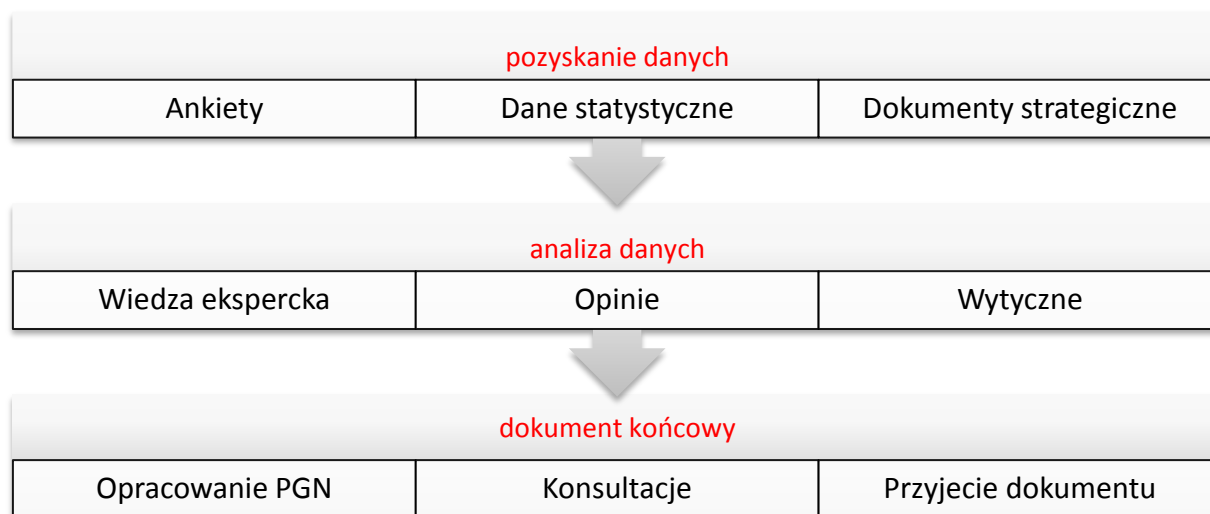 pozyskanie danych
Ankiety
Dane statystyczne
Dokumenty strategiczne
analiza danych
Wiedza ekspercka
Opinie
Wytyczne
dokument końcowy
Opracowanie PGN
Konsultacje
Przyjecie dokumentu